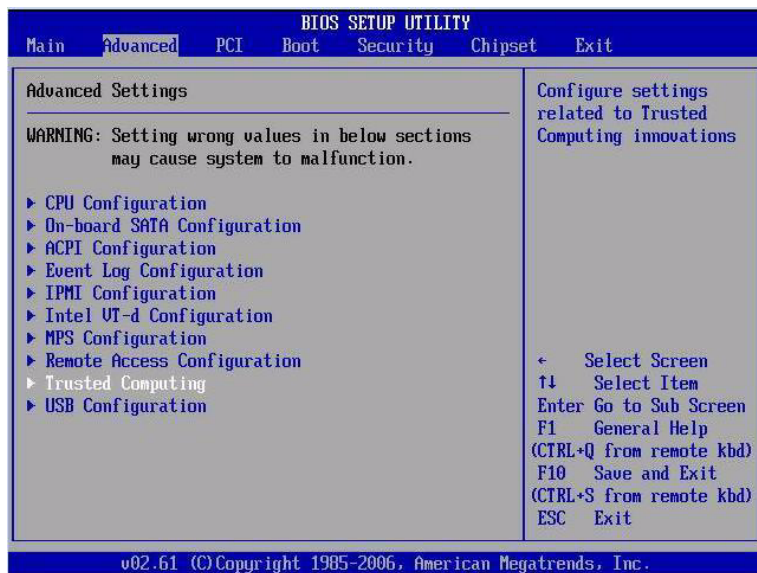 BIOS SETUP UTILITY
Main Advanced PCI Boot Security Chipset Exit
Advanced Settings
WARNING: Setting wrong values in below sections
may cause system to malfunction.
▶ CPU Configuration
▶ On-board SATA Configuration
▶ ACPI Configuration
▶ Event Log Configuration
▶ IPMI Configuration
▶ Intel VT-d Configuration
▶ MPS Configuration
▶ Remote Access Configuration
▶ Trusted Computing
▶ USB Configuration
Configure settings
related to Trusted
Computing innovations
← Select Screen
↑↓ Select Item
Enter Go to Sub Screen
F1 General Help
(CTRL+Q from remote kbd)
F10 Save and Exit
(CTRL+S from remote kbd)
ESC Exit
v02.61 (C)Copyright 1985-2006, American Megatrends, Inc.